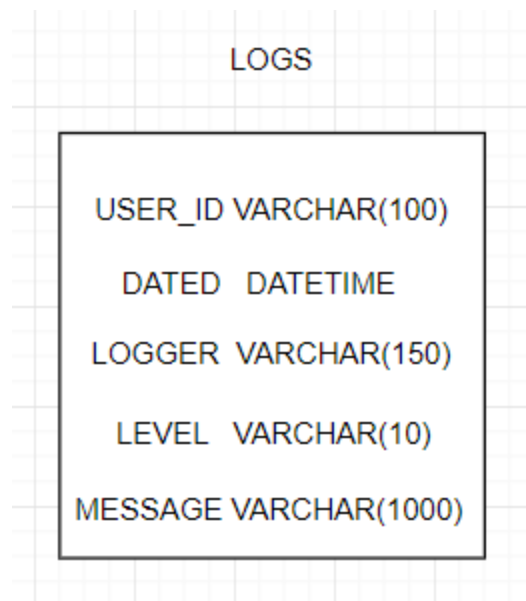 LOGS
USER_ID VARCHAR(100)
DATED DATETIME
LOGGER VARCHAR(150)
LEVEL VARCHAR(10)
MESSAGE VARCHAR(1000)